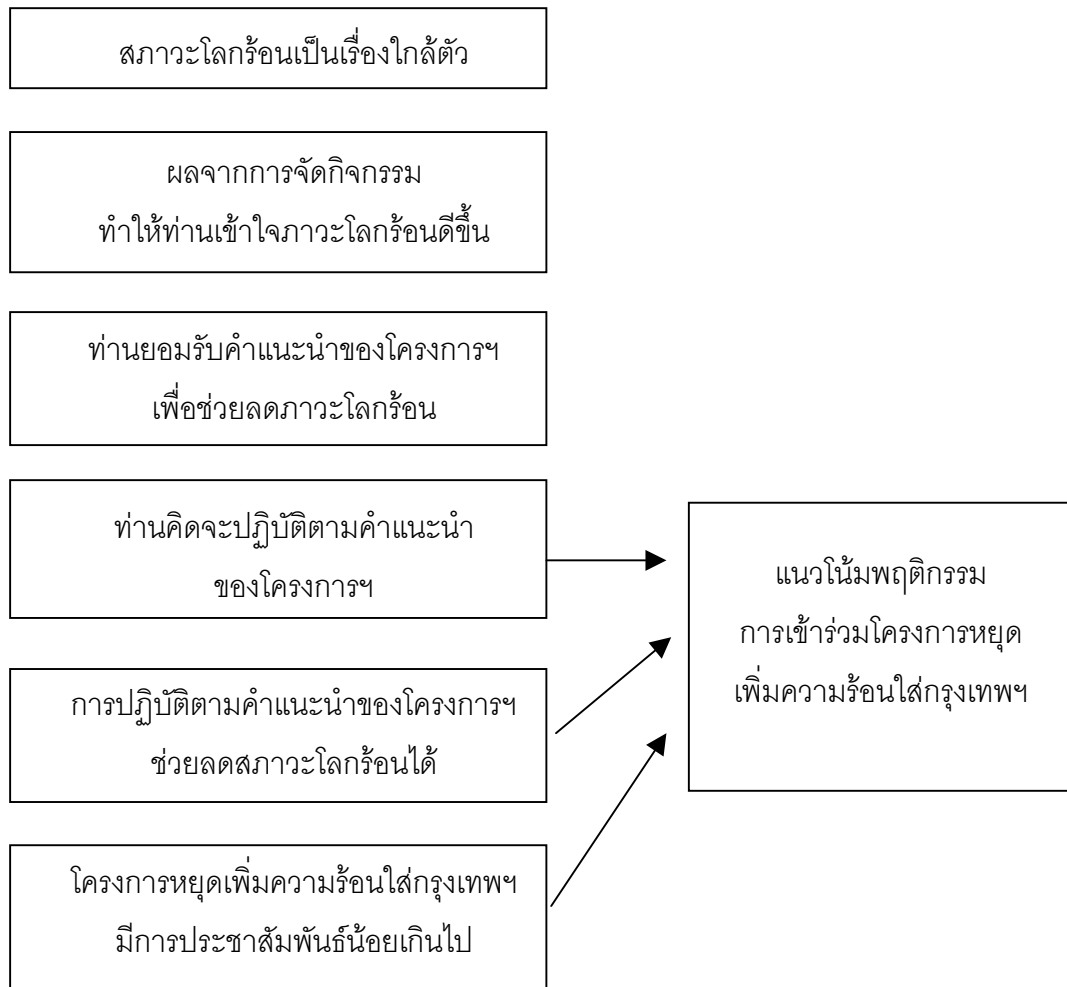 สภาวะโลกร้อนเป็นเรื่องใกล้ตัว
ผลจากการจัดกิจกรรม
ทำให้ท่านเข้าใจภาวะโลกร้อนดีขึ้น
ท่านยอมรับคำแนะนำของโครงการฯ
เพื่อช่วยลดภาวะโลกร้อน
ท่านคิดจะปฏิบัติตามคำแนะนำ
ของโครงการฯ
การปฏิบัติตามคำแนะนำของโครงการฯ
ช่วยลดสภาวะโลกร้อนได้
โครงการหยุดเพิ่มความร้อนใส่กรุงเทพฯ
มีการประชาสัมพันธ์น้อยเกินไป
แนวโน้มพฤติกรรม
การเข้าร่วมโครงการหยุด
เพิ่มความร้อนใส่กรุงเทพฯ